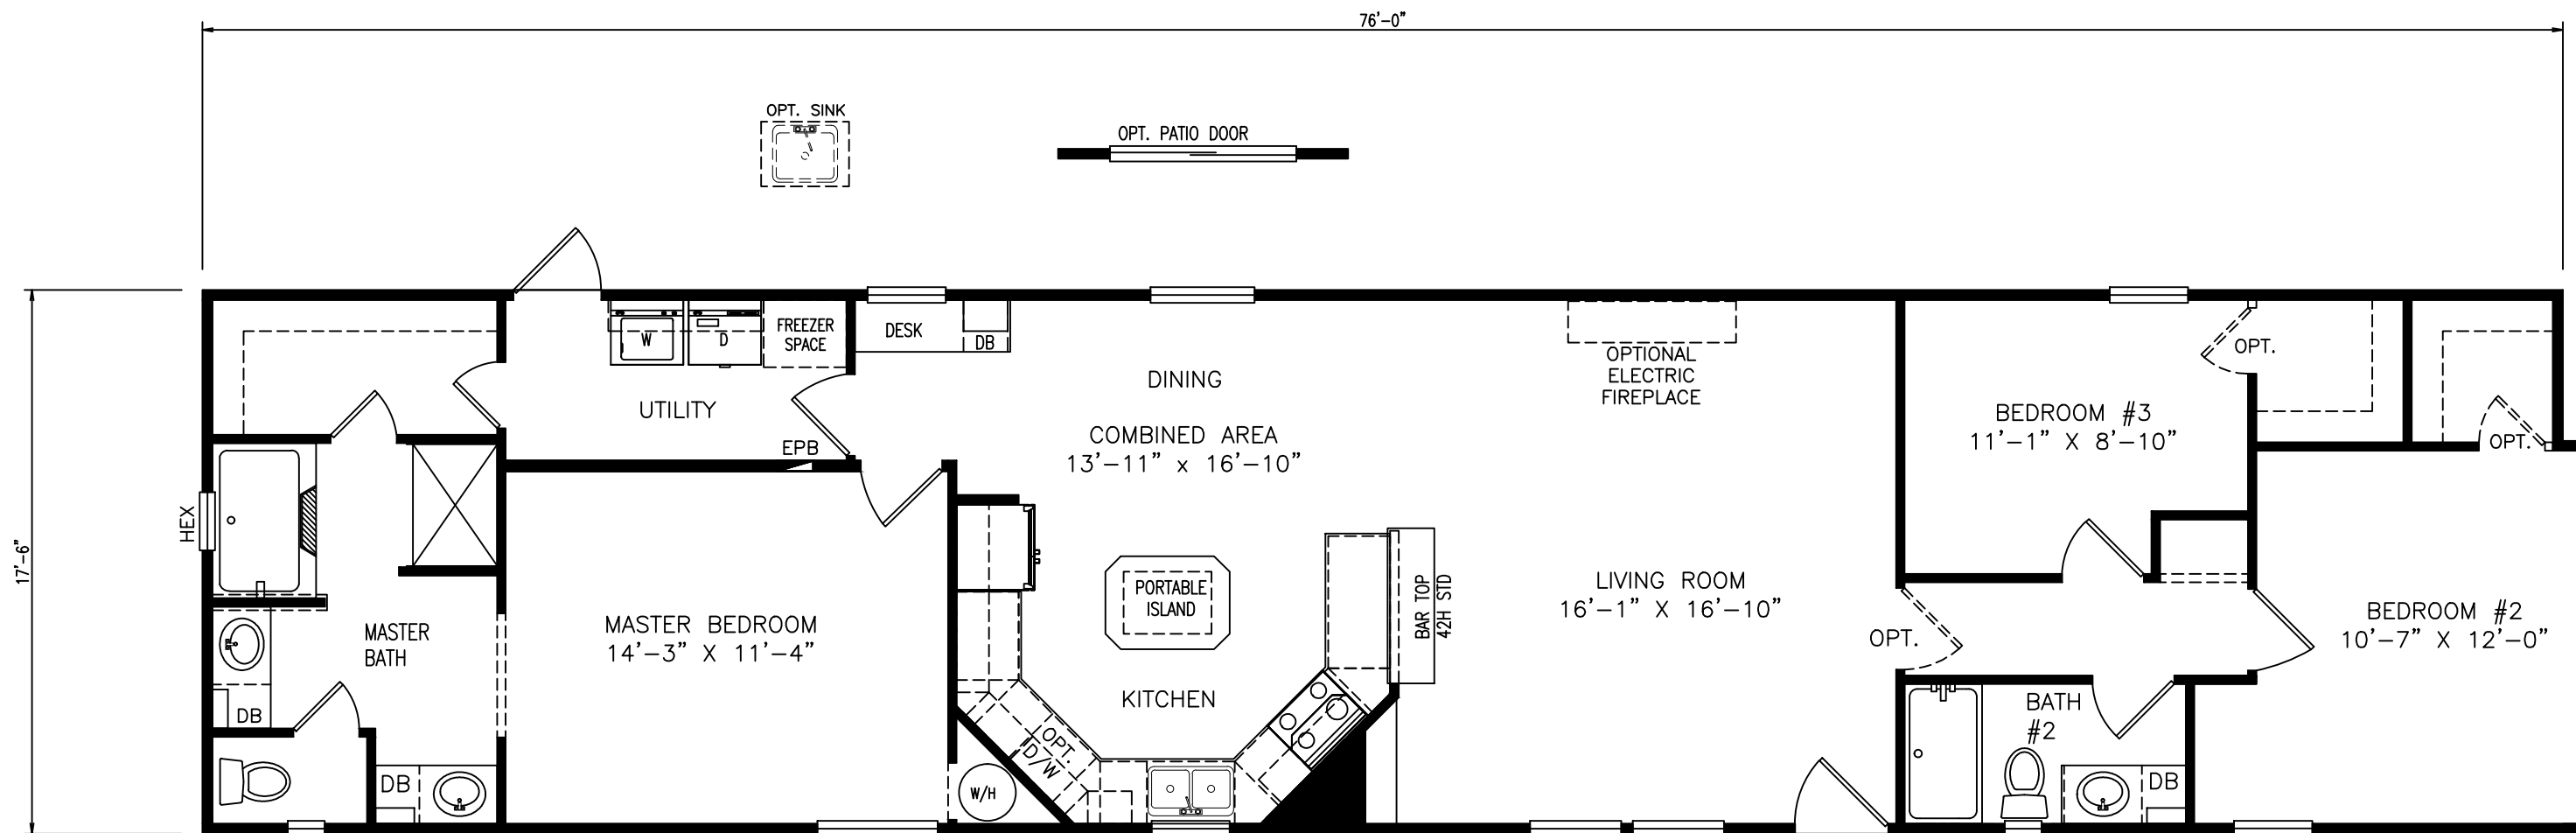 76'-0"
OPT. SINK
OPT. PATIO DOOR
17'-6"
HEX
W
D
FREEZER
SPACE
DESK
DB
UTILITY
EPB
DINING
COMBINED AREA
13'-11" x 16'-10"
OPTIONAL
ELECTRIC
FIREPLACE
BEDROOM #3
11'-1" X 8'-10"
OPT.
OPT.
MASTER
BATH
DB
DB
MASTER BEDROOM
14'-3" X 11'-4"
PORTABLE
ISLAND
KITCHEN
OPT.
D/W
W/H
BAR TOP
42H STD
LIVING ROOM
16'-1" X 16'-10"
OPT.
BATH
#2
DB
BEDROOM #2
10'-7" X 12'-0"